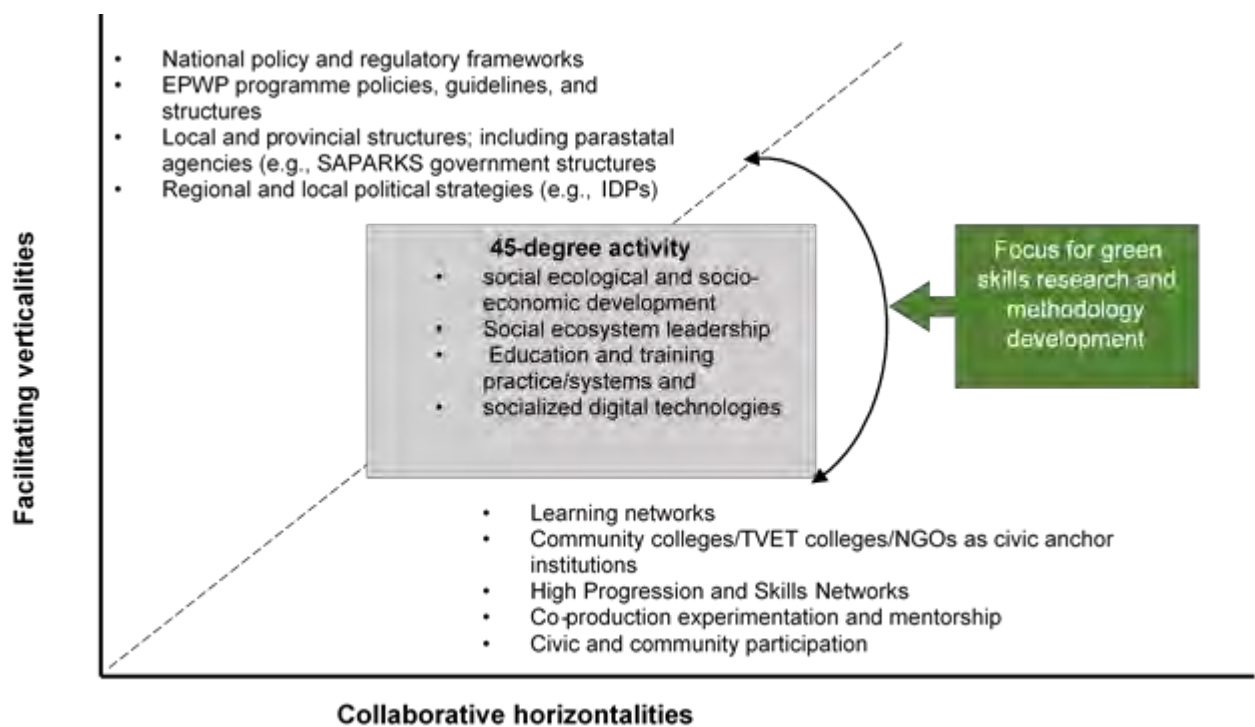 Facilitating verticalities
• National policy and regulatory frameworks
• EPWP programme policies, guidelines, and
structures
• Local and provincial structures; including parastatal
agencies (e.g., SAPARKS government structures
• Regional and local political strategies (e.g., IDPs)
45-degree activity
• social ecological and socio-
economic development
• Social ecosystem leadership
• Education and training
practice/systems and
• socialized digital technologies
Focus for green
skills research and
methodology
development
• Learning networks
• Community colleges/TVET colleges/NGOs as civic anchor
institutions
• High Progression and Skills Networks
• Co-production experimentation and mentorship
• Civic and community participation
Collaborative horizontalities